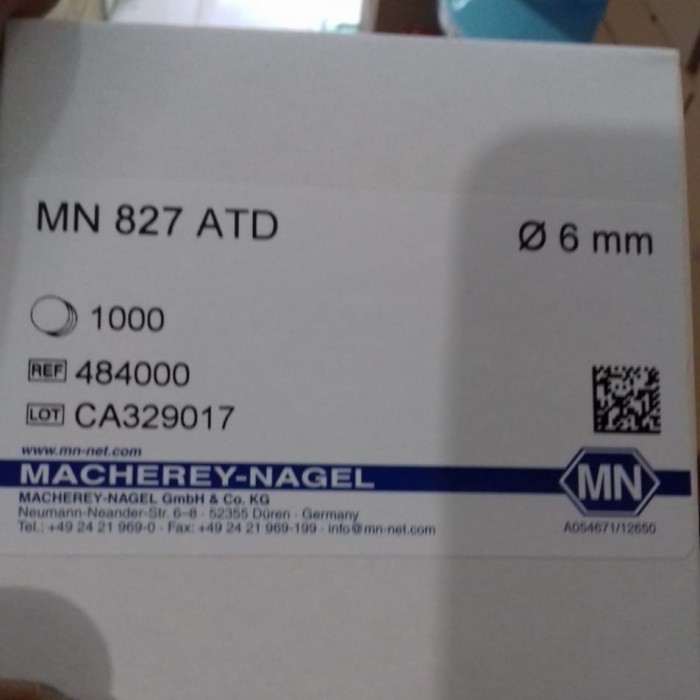 MN 827 ATD
Ø 6 mm
1000
REF 484000
LOT CA329017
www.mn-net.com
MACHEREY-NAGEL
MN
MACHEREY-NAGEL GmbH & Co. KG
Neumann-Neander-Str. 6–8 · 52355 Düren · Germany
Tel.: +49 24 21 969-0 · Fax: +49 24 21 969-199 · info@mn-net.com
A054671/12650